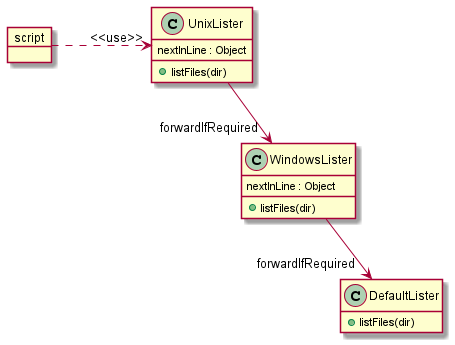 script
<<use>>
C UnixLister
nextInLine : Object
listFiles(dir)
forwardIfRequired
C WindowsLister
nextInLine : Object
listFiles(dir)
forwardIfRequired
C DefaultLister
listFiles(dir)